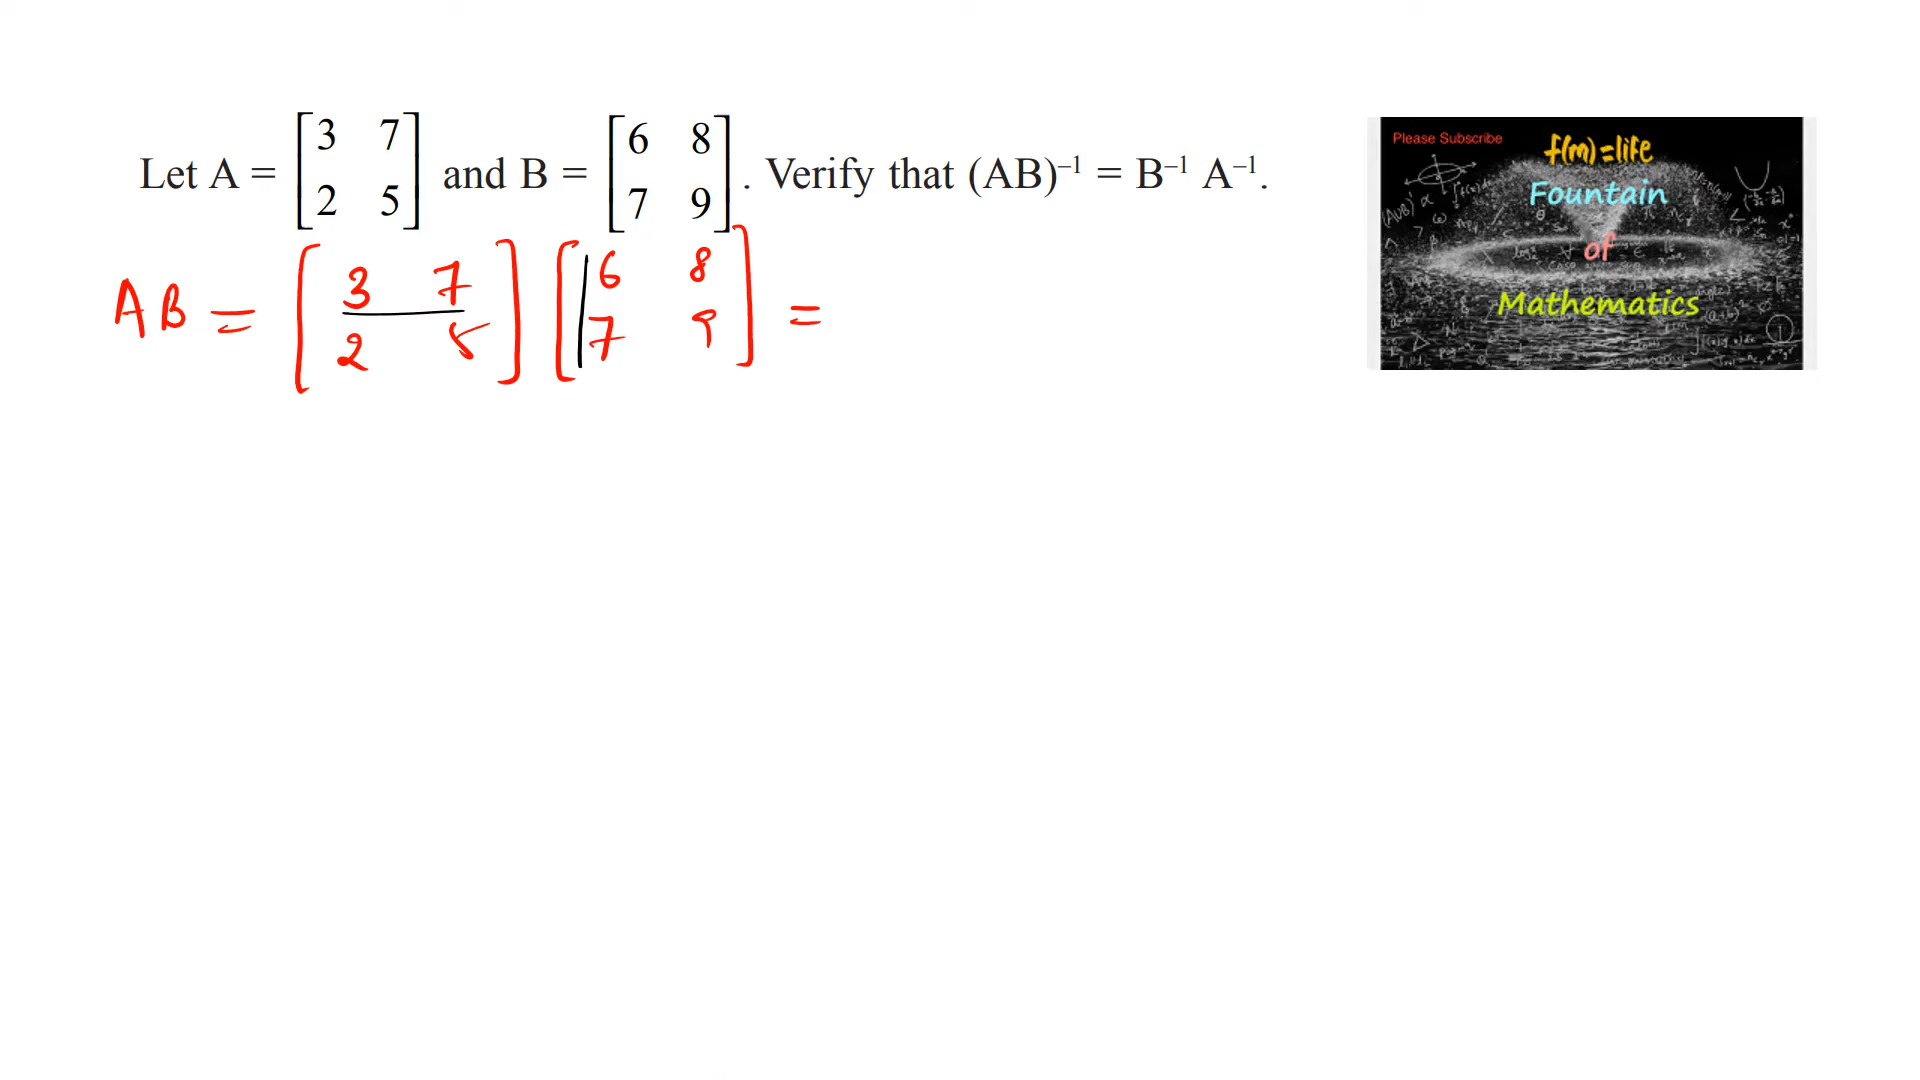 Let A = [3 7 2 5] and B = [6 8 7 9]. Verify that (AB)⁻¹ = B⁻¹ A⁻¹.
AB = [3 7 2 5] [6 8 7 9] =
Please Subscribe
f(m)=life
Fountain
of
Mathematics